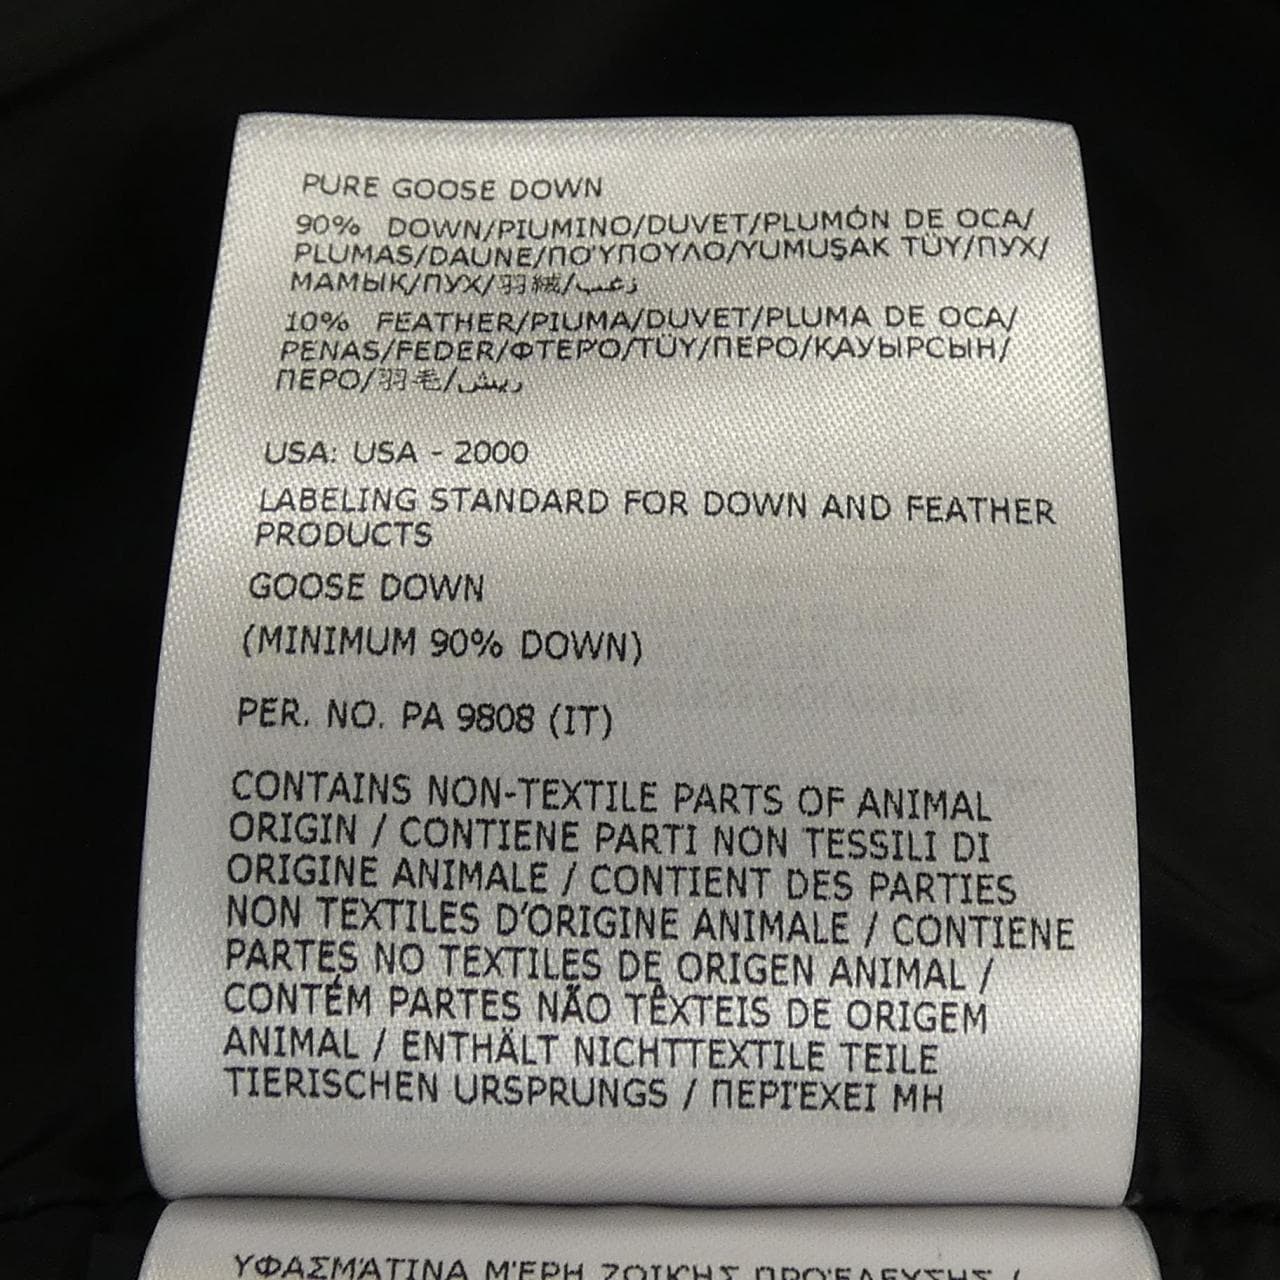 PURE GOOSE DOWN
90% DOWN/PIUMINO/DUVET/PLUMÓN DE OCA/
PLUMAS/DAUNE/ΠΟΎΠΟΥΛΟ/YUMUŞAK TÜY/ПУХ/
МАМЫҚ/ПУХ/羽絨/زغب
10% FEATHER/PIUMA/DUVET/PLUMA DE OCA/
PENAS/FEDER/ΦΤΕΡΌ/TÜY/ПЕРО/ҚАУЫРСЫН/
ПЕРО/羽毛/ريش
USA: USA - 2000
LABELING STANDARD FOR DOWN AND FEATHER
PRODUCTS
GOOSE DOWN
(MINIMUM 90% DOWN)
PER. NO. PA 9808 (IT)
CONTAINS NON-TEXTILE PARTS OF ANIMAL
ORIGIN / CONTIENE PARTI NON TESSILI DI
ORIGINE ANIMALE / CONTIENT DES PARTIES
NON TEXTILES D'ORIGINE ANIMALE / CONTIENE
PARTES NO TEXTILES DE ORIGEN ANIMAL /
CONTÉM PARTES NÃO TÊXTEIS DE ORIGEM
ANIMAL / ENTHÄLT NICHTTEXTILE TEILE
TIERISCHEN URSPRUNGS / ΠΕΡΙΈΧΕΙ ΜΗ
ΥΦΑΣΜΆΤΙΝΑ ΜΈΡΗ ΖΩΙΚΉΣ ΠΡΟΈΛΕΥΣΗΣ /